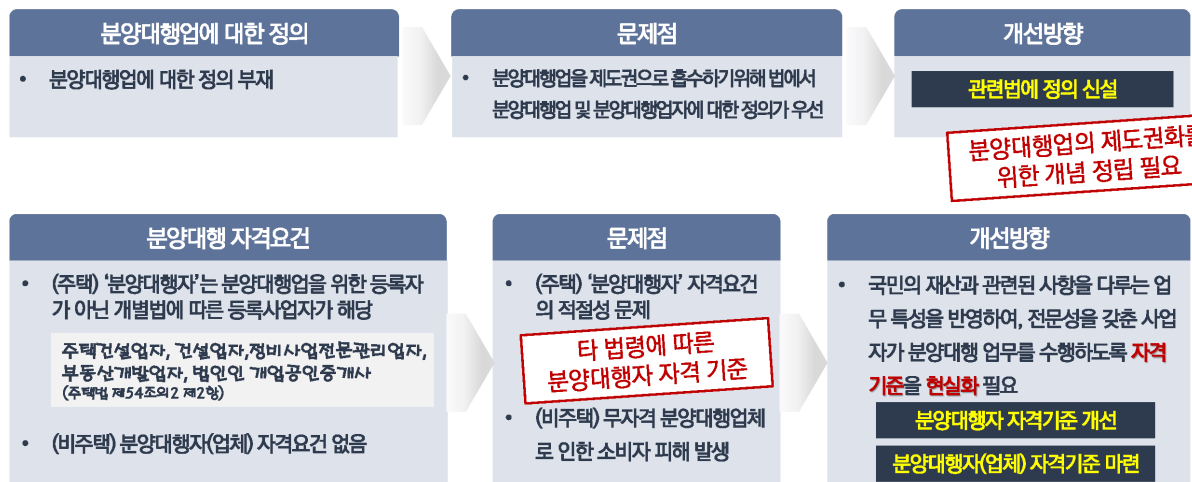 분양대행업에 대한 정의
• 분양대행업에 대한 정의 부재
문제점
• 분양대행업을 제도권으로 흡수하기위해 법에서
분양대행업 및 분양대행업자에 대한 정의가 우선
개선방향
관련법에 정의 신설
분양대행업의 제도권화를
위한 개념 정립 필요
분양대행 자격요건
• (주택) ‘분양대행자’는 분양대행업을 위한 등록자
가 아닌 개별법에 따른 등록사업자가 해당
주택건설업자, 건설업자,정비사업전문관리업자,
부동산개발업자, 법인인 개업공인중개사
(주택법 제54조의2 제2항)
• (비주택) 분양대행자(업체) 자격요건 없음
문제점
• (주택) ‘분양대행자’ 자격요건
의 적절성 문제
타 법령에 따른
분양대행자 자격 기준
• (비주택) 무자격 분양대행업체
로 인한 소비자 피해 발생
개선방향
• 국민의 재산과 관련된 사항을 다루는 업
무 특성을 반영하여, 전문성을 갖춘 사업
자가 분양대행 업무를 수행하도록 자격
기준을 현실화 필요
분양대행자 자격기준 개선
분양대행자(업체) 자격기준 마련